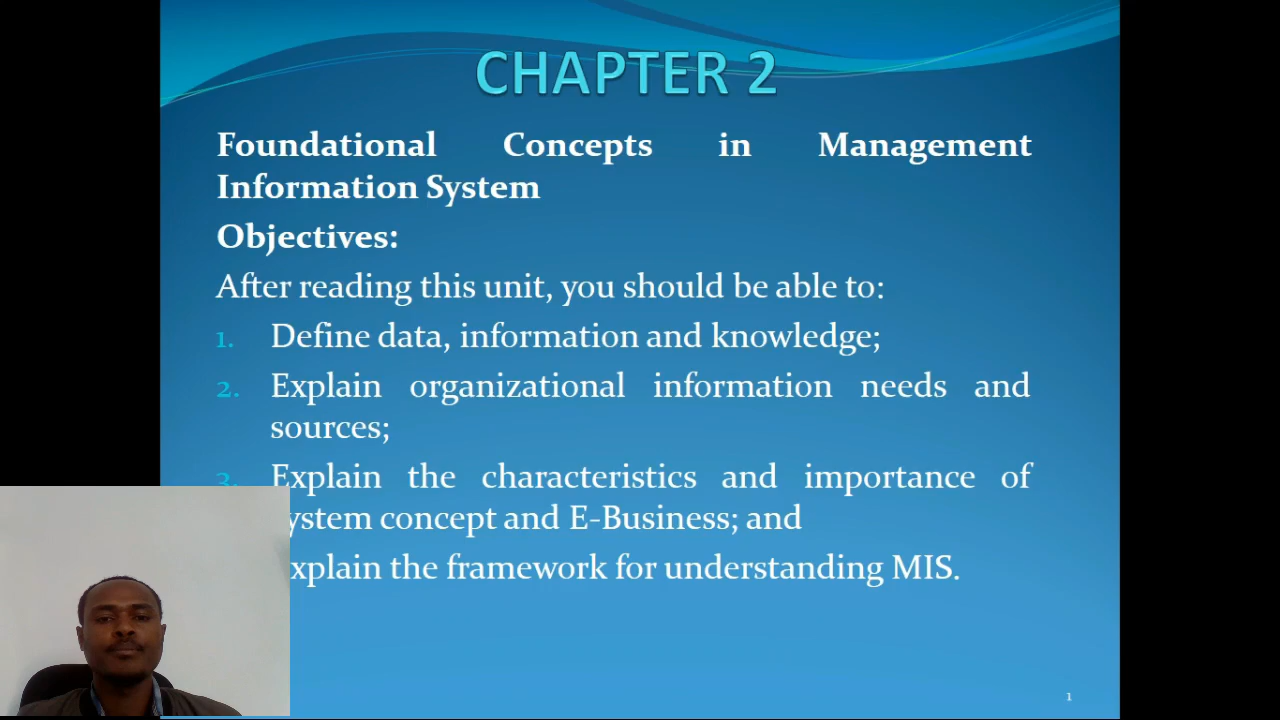 CHAPTER 2
Foundational Concepts in Management
Information System
Objectives:
After reading this unit, you should be able to:
1. Define data, information and knowledge;
2. Explain organizational information needs and
sources;
3. Explain the characteristics and importance of
ystem concept and E-Business; and
xplain the framework for understanding MIS.
1